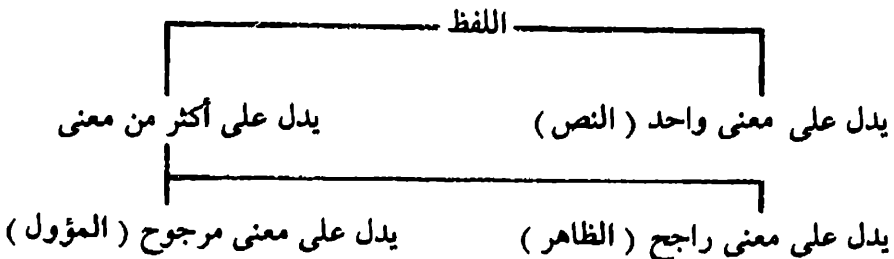 اللفظ
يدل على معنى واحد ( النص ) يدل على أكثر من معنى
يدل على معنى راجح ( الظاهر ) يدل على معنى مرجوح ( المؤول )